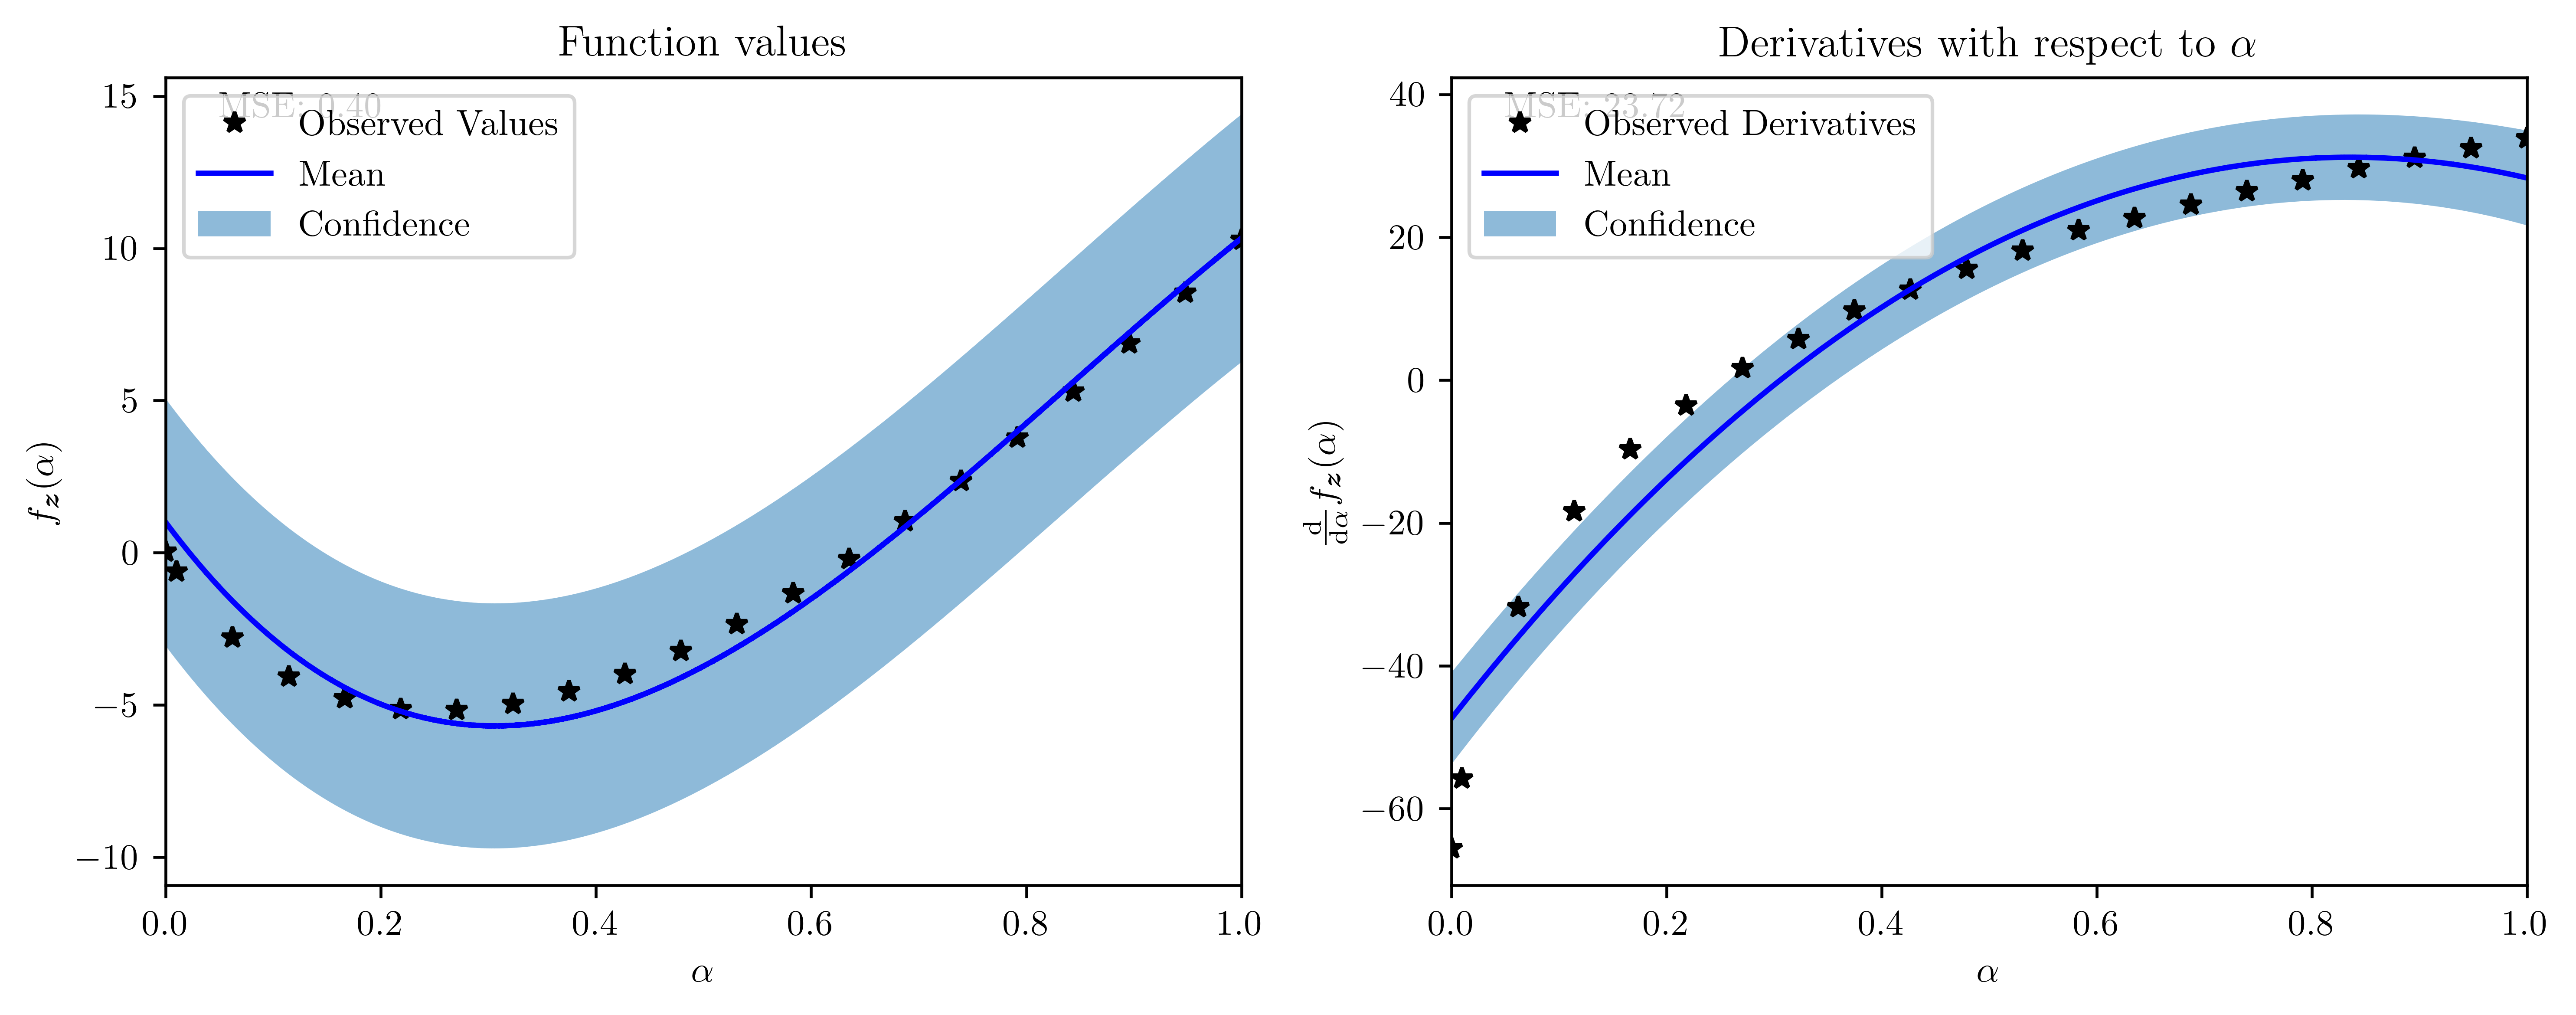 Function values
MSE: 0.40
Observed Values
Mean
Confidence
15
10
5
0
−5
−10
f_z(α)
0.0 0.2 0.4 0.6 0.8 1.0
α
Derivatives with respect to α
MSE: 23.72
Observed Derivatives
Mean
Confidence
40
20
0
−20
−40
−60
d/dα f_z(α)
0.0 0.2 0.4 0.6 0.8 1.0
α